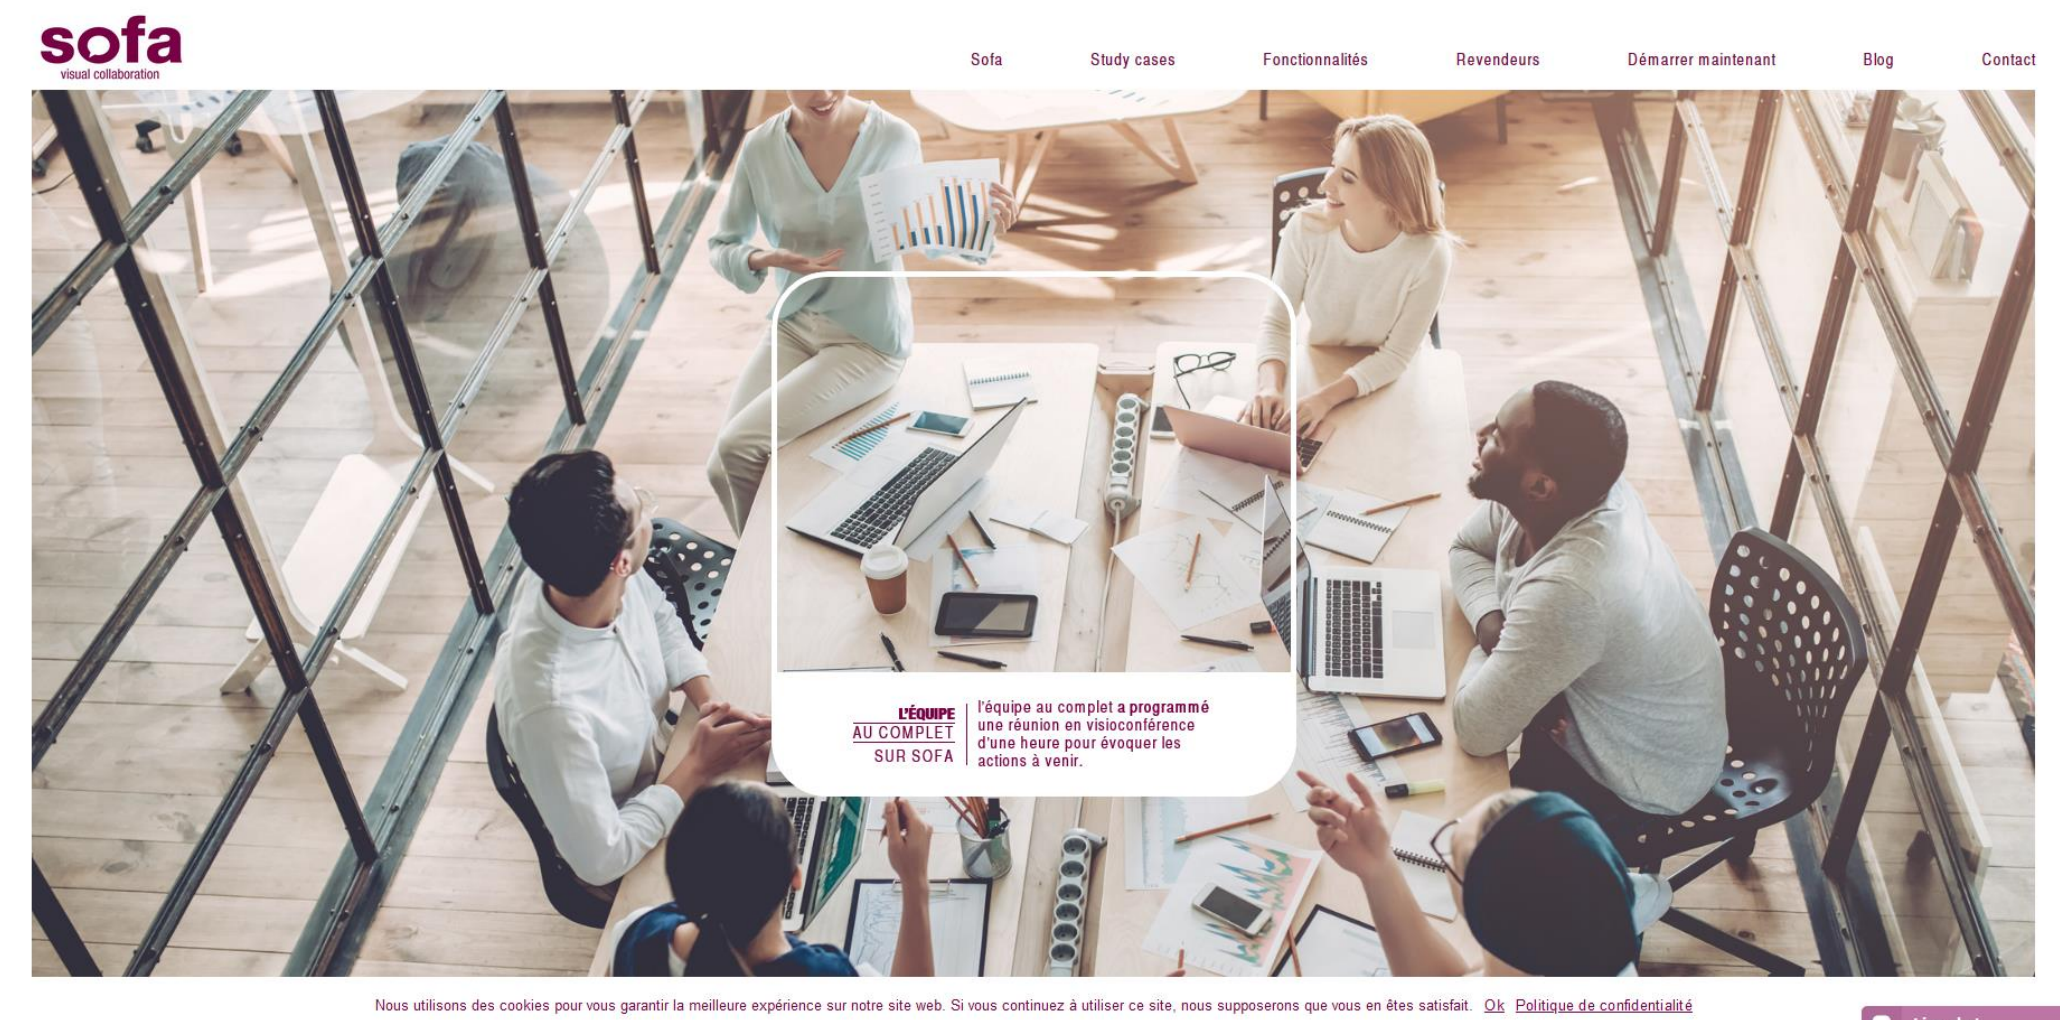 sofa
visual collaboration
Sofa Study cases Fonctionnalités Revendeurs Démarrer maintenant Blog Contact
L'ÉQUIPE
AU COMPLET
SUR SOFA
l'équipe au complet a programmé
une réunion en visioconférence
d'une heure pour évoquer les
actions à venir.
Nous utilisons des cookies pour vous garantir la meilleure expérience sur notre site web. Si vous continuez à utiliser ce site, nous supposerons que vous en êtes satisfait. Ok Politique de confidentialité